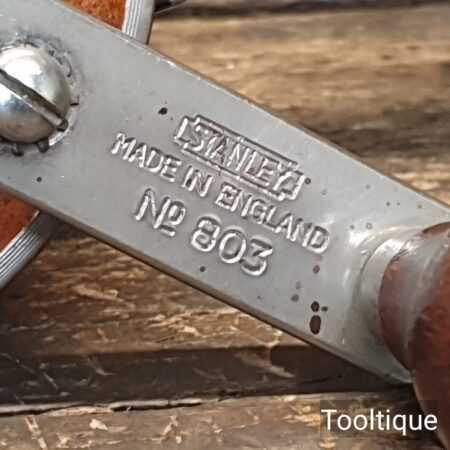 STANLEY
MADE IN ENGLAND
No 803
Tooltique